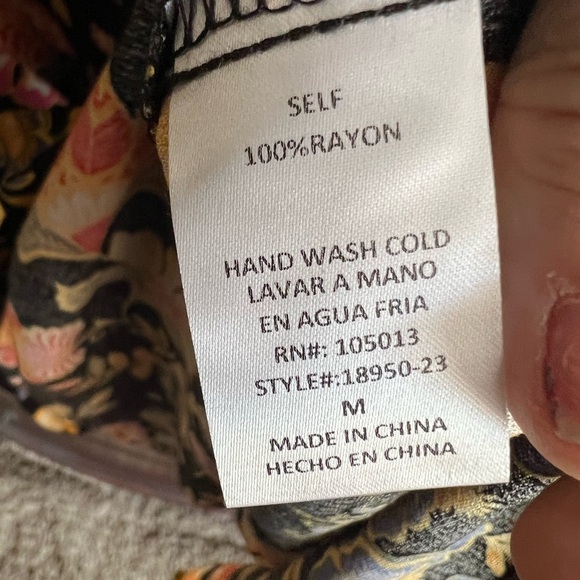 SELF
100%RAYON
HAND WASH COLD
LAVAR A MANO
EN AGUA FRIA
RN#: 105013
STYLE#:18950-23
M
MADE IN CHINA
HECHO EN CHINA